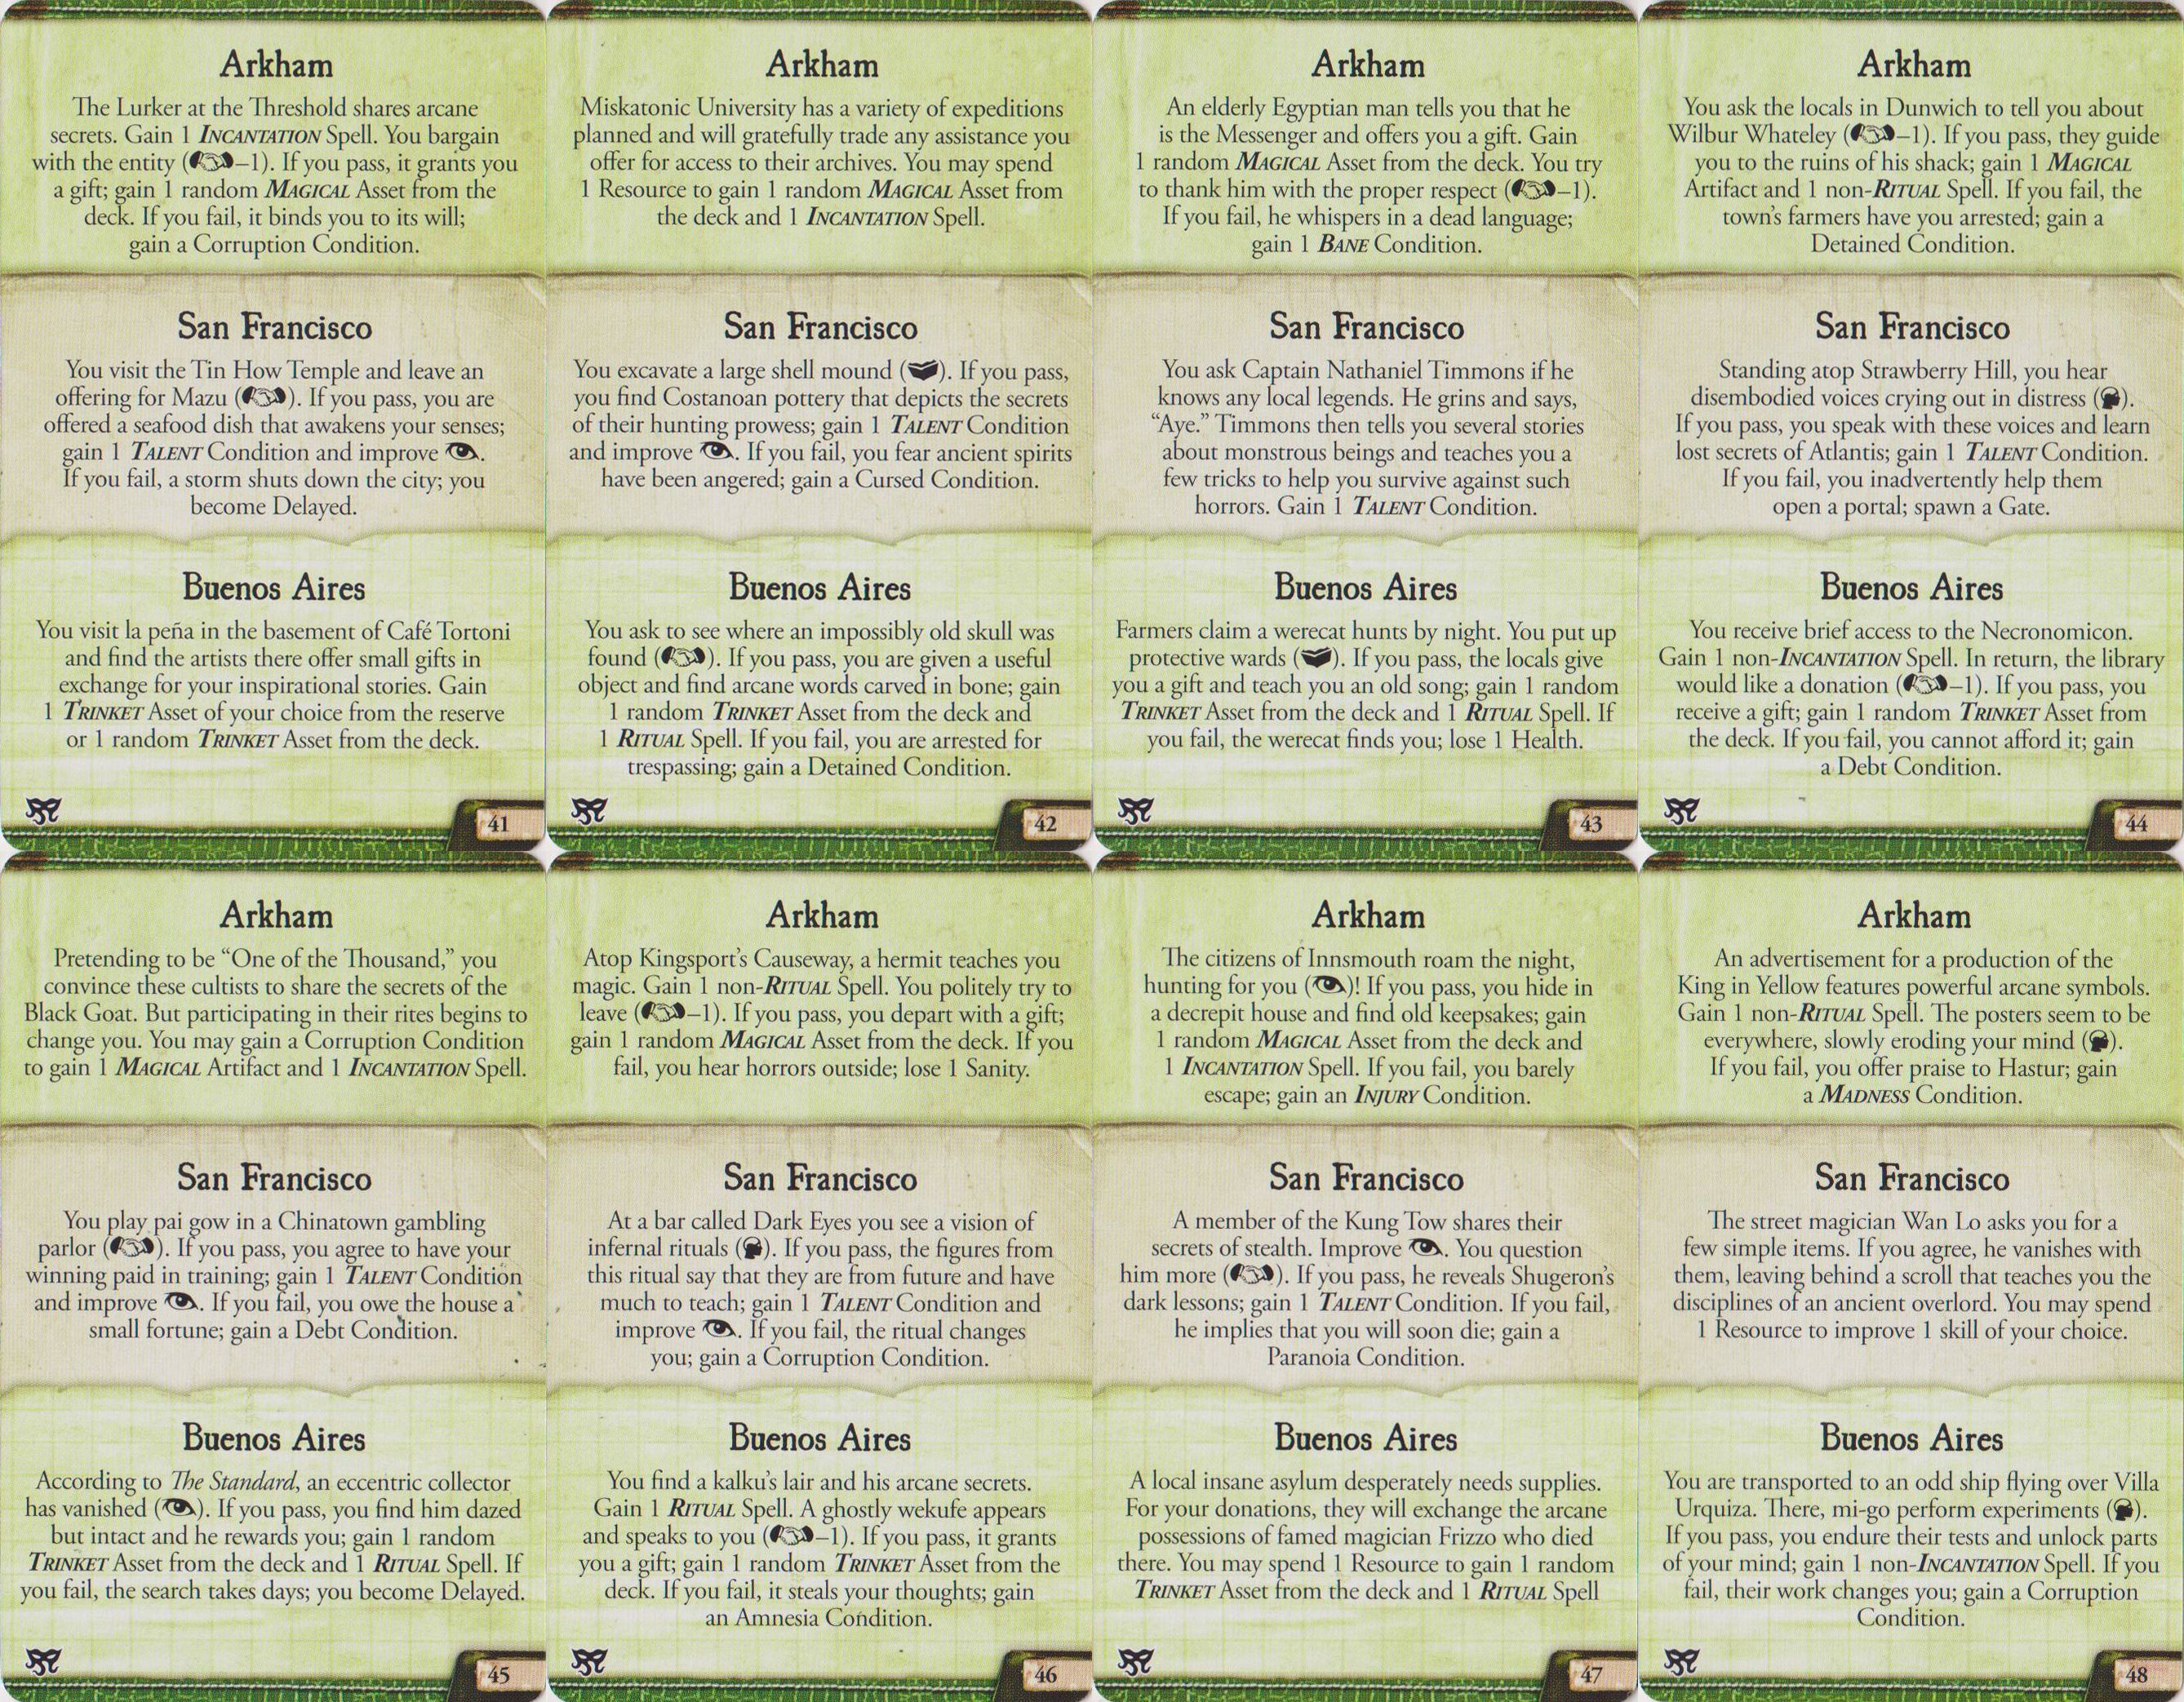 Arkham
The Lurker at the Threshold shares arcane
secrets. Gain 1 INCANTATION Spell. You bargain
with the entity (–1). If you pass, it grants you
a gift; gain 1 random MAGICAL Asset from the
deck. If you fail, it binds you to its will;
gain a Corruption Condition.
San Francisco
You visit the Tin How Temple and leave an
offering for Mazu (). If you pass, you are
offered a seafood dish that awakens your senses;
gain 1 TALENT Condition and improve .
If you fail, a storm shuts down the city; you
become Delayed.
Buenos Aires
You visit la peña in the basement of Café Tortoni
and find the artists there offer small gifts in
exchange for your inspirational stories. Gain
1 TRINKET Asset of your choice from the reserve
or 1 random TRINKET Asset from the deck.
41
Arkham
Miskatonic University has a variety of expeditions
planned and will gratefully trade any assistance you
offer for access to their archives. You may spend
1 Resource to gain 1 random MAGICAL Asset from
the deck and 1 INCANTATION Spell.
San Francisco
You excavate a large shell mound (). If you pass,
you find Costanoan pottery that depicts the secrets
of their hunting prowess; gain 1 TALENT Condition
and improve . If you fail, you fear ancient spirits
have been angered; gain a Cursed Condition.
Buenos Aires
You ask to see where an impossibly old skull was
found (). If you pass, you are given a useful
object and find arcane words carved in bone; gain
1 random TRINKET Asset from the deck and
1 RITUAL Spell. If you fail, you are arrested for
trespassing; gain a Detained Condition.
42
Arkham
An elderly Egyptian man tells you that he
is the Messenger and offers you a gift. Gain
1 random MAGICAL Asset from the deck. You try
to thank him with the proper respect (–1).
If you fail, he whispers in a dead language;
gain 1 BANE Condition.
San Francisco
You ask Captain Nathaniel Timmons if he
knows any local legends. He grins and says,
“Aye.” Timmons then tells you several stories
about monstrous beings and teaches you a
few tricks to help you survive against such
horrors. Gain 1 TALENT Condition.
Buenos Aires
Farmers claim a werecat hunts by night. You put up
protective wards (). If you pass, the locals give
you a gift and teach you an old song; gain 1 random
TRINKET Asset from the deck and 1 RITUAL Spell. If
you fail, the werecat finds you; lose 1 Health.
43
Arkham
You ask the locals in Dunwich to tell you about
Wilbur Whateley (–1). If you pass, they guide
you to the ruins of his shack; gain 1 MAGICAL
Artifact and 1 non-RITUAL Spell. If you fail, the
town’s farmers have you arrested; gain a
Detained Condition.
San Francisco
Standing atop Strawberry Hill, you hear
disembodied voices crying out in distress ().
If you pass, you speak with these voices and learn
lost secrets of Atlantis; gain 1 TALENT Condition.
If you fail, you inadvertently help them
open a portal; spawn a Gate.
Buenos Aires
You receive brief access to the Necronomicon.
Gain 1 non-INCANTATION Spell. In return, the library
would like a donation (–1). If you pass, you
receive a gift; gain 1 random TRINKET Asset from
the deck. If you fail, you cannot afford it; gain
a Debt Condition.
44
Arkham
Pretending to be “One of the Thousand,” you
convince these cultists to share the secrets of the
Black Goat. But participating in their rites begins to
change you. You may gain a Corruption Condition
to gain 1 MAGICAL Artifact and 1 INCANTATION Spell.
San Francisco
You play pai gow in a Chinatown gambling
parlor (). If you pass, you agree to have your
winning paid in training; gain 1 TALENT Condition
and improve . If you fail, you owe the house a
small fortune; gain a Debt Condition.
Buenos Aires
According to The Standard, an eccentric collector
has vanished (). If you pass, you find him dazed
but intact and he rewards you; gain 1 random
TRINKET Asset from the deck and 1 RITUAL Spell. If
you fail, the search takes days; you become Delayed.
45
Arkham
Atop Kingsport’s Causeway, a hermit teaches you
magic. Gain 1 non-RITUAL Spell. You politely try to
leave (–1). If you pass, you depart with a gift;
gain 1 random MAGICAL Asset from the deck. If you
fail, you hear horrors outside; lose 1 Sanity.
San Francisco
At a bar called Dark Eyes you see a vision of
infernal rituals (). If you pass, the figures from
this ritual say that they are from future and have
much to teach; gain 1 TALENT Condition and
improve . If you fail, the ritual changes
you; gain a Corruption Condition.
Buenos Aires
You find a kalku’s lair and his arcane secrets.
Gain 1 RITUAL Spell. A ghostly wekufe appears
and speaks to you (–1). If you pass, it grants
you a gift; gain 1 random TRINKET Asset from the
deck. If you fail, it steals your thoughts; gain
an Amnesia Condition.
46
Arkham
The citizens of Innsmouth roam the night,
hunting for you ()! If you pass, you hide in
a decrepit house and find old keepsakes; gain
1 random MAGICAL Asset from the deck and
1 INCANTATION Spell. If you fail, you barely
escape; gain an INJURY Condition.
San Francisco
A member of the Kung Tow shares their
secrets of stealth. Improve . You question
him more (). If you pass, he reveals Shugeron’s
dark lessons; gain 1 TALENT Condition. If you fail,
he implies that you will soon die; gain a
Paranoia Condition.
Buenos Aires
A local insane asylum desperately needs supplies.
For your donations, they will exchange the arcane
possessions of famed magician Frizzo who died
there. You may spend 1 Resource to gain 1 random
TRINKET Asset from the deck and 1 RITUAL Spell
47
Arkham
An advertisement for a production of the
King in Yellow features powerful arcane symbols.
Gain 1 non-RITUAL Spell. The posters seem to be
everywhere, slowly eroding your mind ().
If you fail, you offer praise to Hastur; gain
a MADNESS Condition.
San Francisco
The street magician Wan Lo asks you for a
few simple items. If you agree, he vanishes with
them, leaving behind a scroll that teaches you the
disciplines of an ancient overlord. You may spend
1 Resource to improve 1 skill of your choice.
Buenos Aires
You are transported to an odd ship flying over Villa
Urquiza. There, mi-go perform experiments ().
If you pass, you endure their tests and unlock parts
of your mind; gain 1 non-INCANTATION Spell. If you
fail, their work changes you; gain a Corruption
Condition.
48